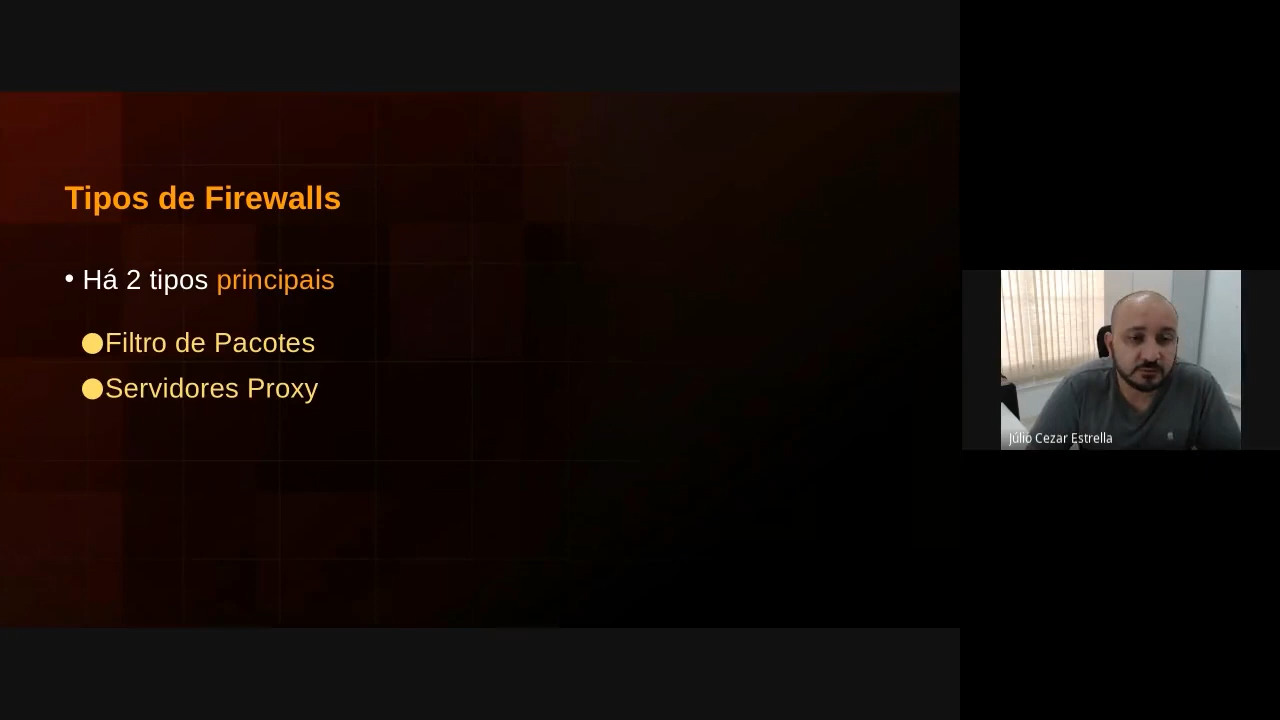 Tipos de Firewalls
• Há 2 tipos principais
●Filtro de Pacotes
●Servidores Proxy
Júlio Cezar Estrella